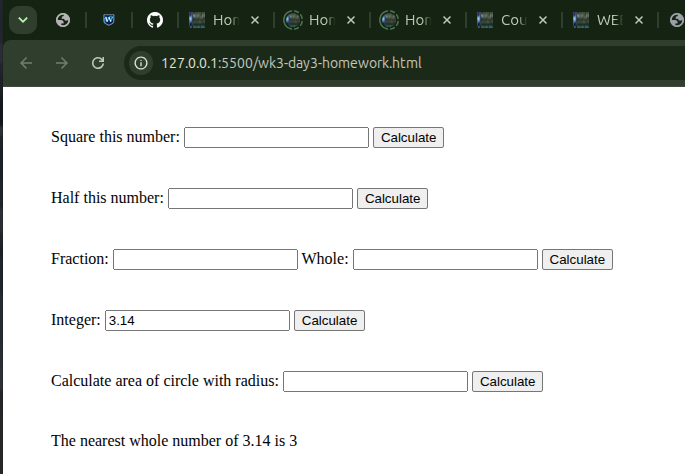 Hon Hon Hon Cou WEB
127.0.0.1:5500/wk3-day3-homework.html
Square this number: Calculate
Half this number: Calculate
Fraction: Whole: Calculate
Integer: 3.14 Calculate
Calculate area of circle with radius: Calculate
The nearest whole number of 3.14 is 3